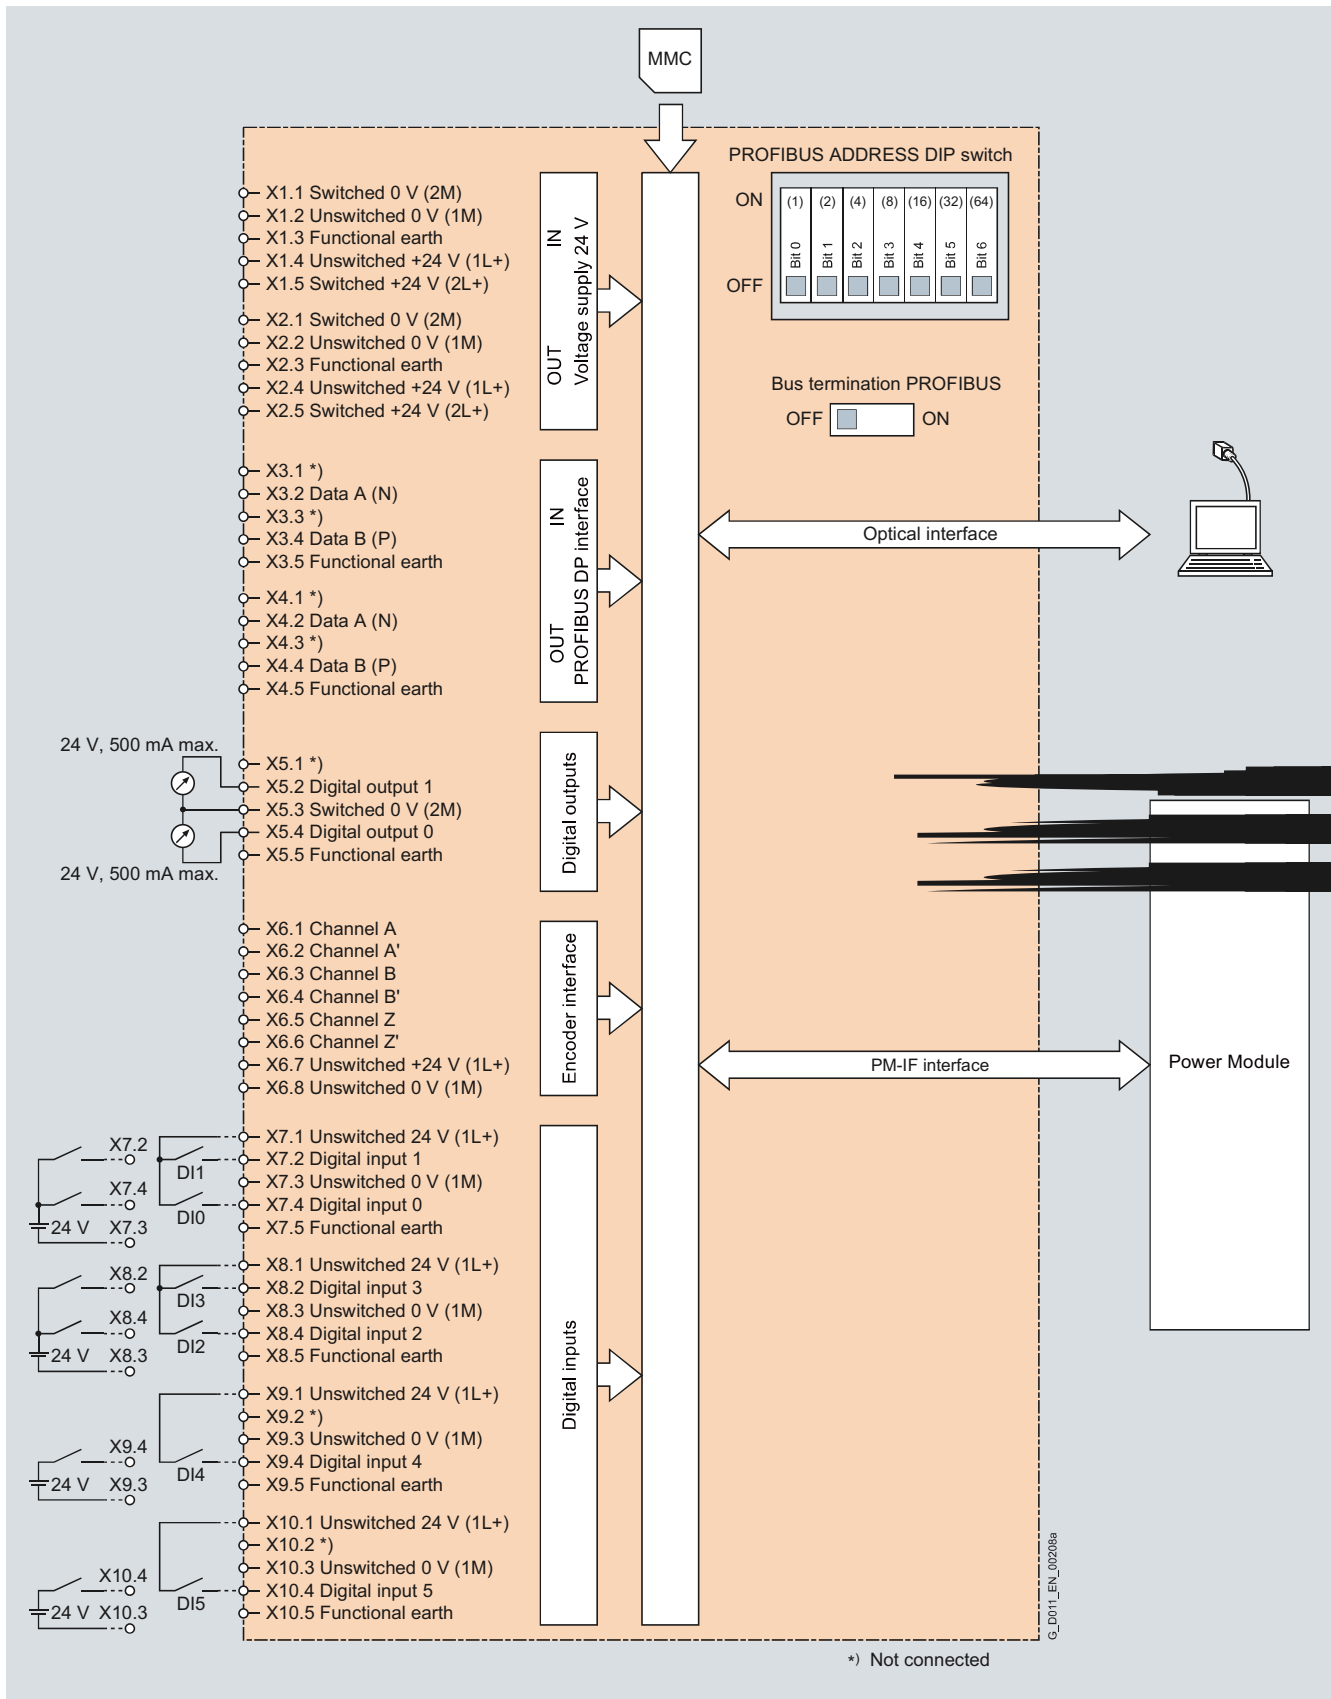 MMC
PROFIBUS ADDRESS DIP switch
ON
(1) (2) (4) (8) (16) (32) (64)
Bit 0 Bit 1 Bit 2 Bit 3 Bit 4 Bit 5 Bit 6
OFF
Bus termination PROFIBUS
OFF ON
X1.1 Switched 0 V (2M)
X1.2 Unswitched 0 V (1M)
X1.3 Functional earth
X1.4 Unswitched +24 V (1L+)
X1.5 Switched +24 V (2L+)
X2.1 Switched 0 V (2M)
X2.2 Unswitched 0 V (1M)
X2.3 Functional earth
X2.4 Unswitched +24 V (1L+)
X2.5 Switched +24 V (2L+)
OUT IN
Voltage supply 24 V
X3.1 *)
X3.2 Data A (N)
X3.3 *)
X3.4 Data B (P)
X3.5 Functional earth
X4.1 *)
X4.2 Data A (N)
X4.3 *)
X4.4 Data B (P)
X4.5 Functional earth
OUT IN
PROFIBUS DP interface
Optical interface
24 V, 500 mA max.
X5.1 *)
X5.2 Digital output 1
X5.3 Switched 0 V (2M)
X5.4 Digital output 0
X5.5 Functional earth
24 V, 500 mA max.
Digital outputs
X6.1 Channel A
X6.2 Channel A'
X6.3 Channel B
X6.4 Channel B'
X6.5 Channel Z
X6.6 Channel Z'
X6.7 Unswitched +24 V (1L+)
X6.8 Unswitched 0 V (1M)
Encoder interface
PM-IF interface
Power Module
X7.1 Unswitched 24 V (1L+)
X7.2 Digital input 1
X7.3 Unswitched 0 V (1M)
X7.4 Digital input 0
X7.5 Functional earth
X7.2
DI1
X7.4
DI0
24 V X7.3
X8.1 Unswitched 24 V (1L+)
X8.2 Digital input 3
X8.3 Unswitched 0 V (1M)
X8.4 Digital input 2
X8.5 Functional earth
X8.2
DI3
X8.4
DI2
24 V X8.3
X9.1 Unswitched 24 V (1L+)
X9.2 *)
X9.3 Unswitched 0 V (1M)
X9.4 Digital input 4
X9.5 Functional earth
X9.4
DI4
24 V X9.3
X10.1 Unswitched 24 V (1L+)
X10.2 *)
X10.3 Unswitched 0 V (1M)
X10.4 Digital input 5
X10.5 Functional earth
X10.4
DI5
24 V X10.3
Digital inputs
G_D011_EN_00208a
*) Not connected